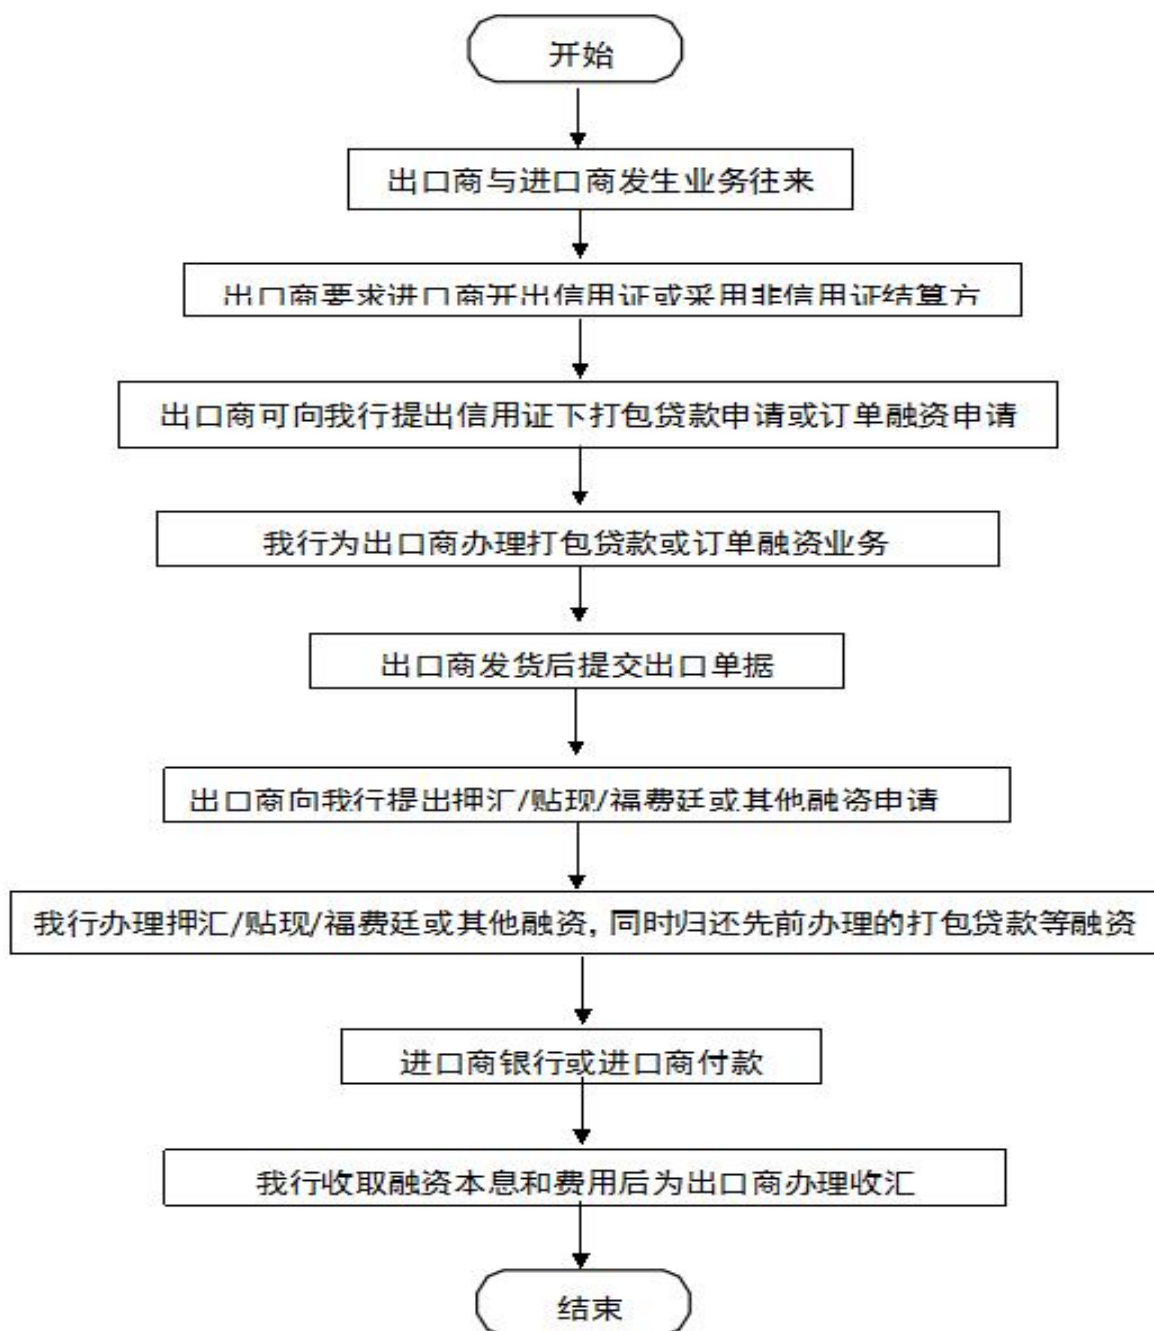 开始
出口商与进口商发生业务往来
出口商要求进口商开出信用证或采用非信用证结算方
出口商可向我行提出信用证下打包贷款申请或订单融资申请
我行为出口商办理打包贷款或订单融资业务
出口商发货后提交出口单据
出口商向我行提出押汇/贴现/福费廷或其他融资申请
我行办理押汇/贴现/福费廷或其他融资，同时归还先前办理的打包贷款等融资
进口商银行或进口商付款
我行收取融资本息和费用后为出口商办理收汇
结束